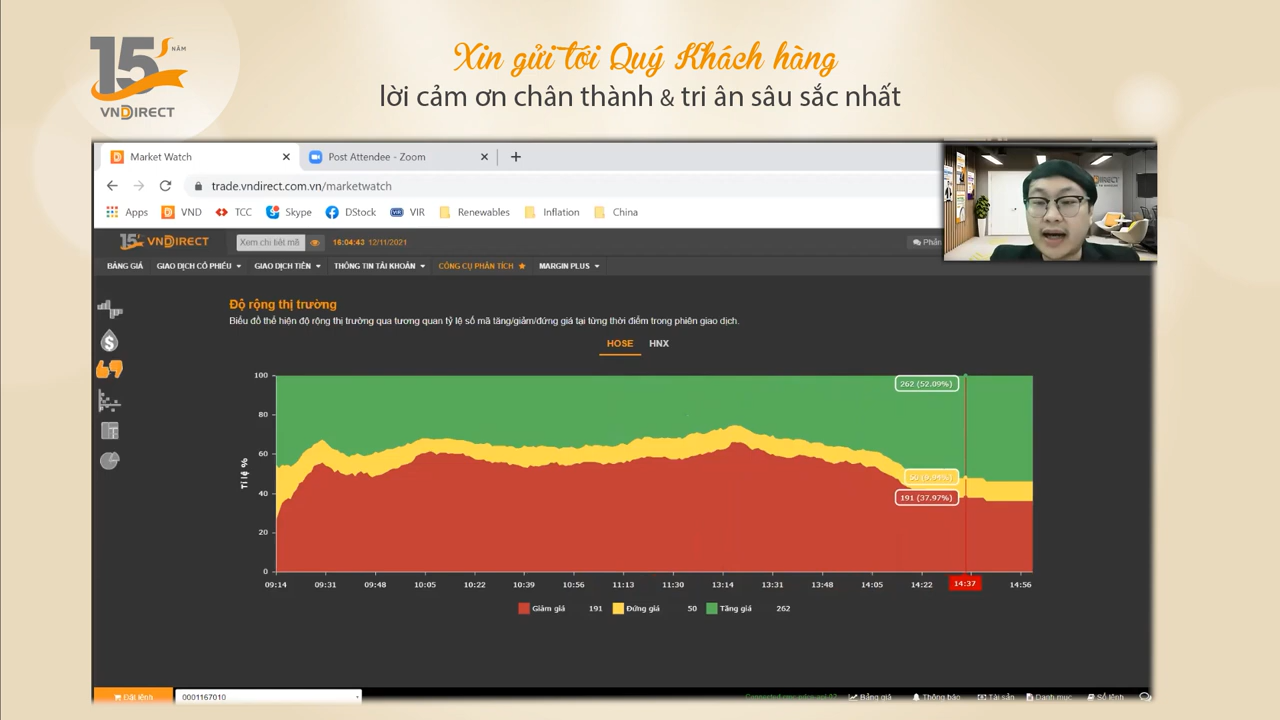 15 NĂM
VNDIRECT
Xin gửi tới Quý Khách hàng
lời cảm ơn chân thành & tri ân sâu sắc nhất
Market Watch
Post Attendee - Zoom
trade.vndirect.com.vn/marketwatch
Apps VND TCC Skype DStock VIR Renewables Inflation China
15 VNDIRECT Xem chi tiết mã 16:04:43 12/11/2021
BẢNG GIÁ GIAO DỊCH CỔ PHIẾU GIAO DỊCH TIỀN THÔNG TIN TÀI KHOẢN CÔNG CỤ PHÂN TÍCH MARGIN PLUS
Độ rộng thị trường
Biểu đồ thể hiện độ rộng thị trường qua tương quan tỷ lệ số mã tăng/giảm/đứng giá tại từng thời điểm trong phiên giao dịch.
HOSE HNX
Tỉ lệ %
100
80
60
40
20
0
262 (52.09%)
50 (9.94%)
191 (37.97%)
09:14 09:31 09:48 10:05 10:22 10:39 10:56 11:13 11:30 13:14 13:31 13:48 14:05 14:22 14:37 14:56
Giảm giá 191 Đứng giá 50 Tăng giá 262
Đặt lệnh 0001167010 Bảng giá Thông báo Tài sản Danh mục Sổ lệnh